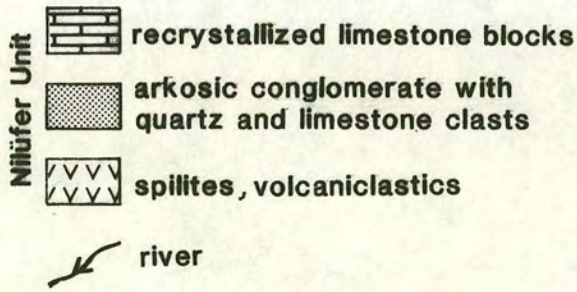 Nilüfer Unit
recrystallized limestone blocks
arkosic conglomerate with
quartz and limestone clasts
spilites, volcaniclastics
river